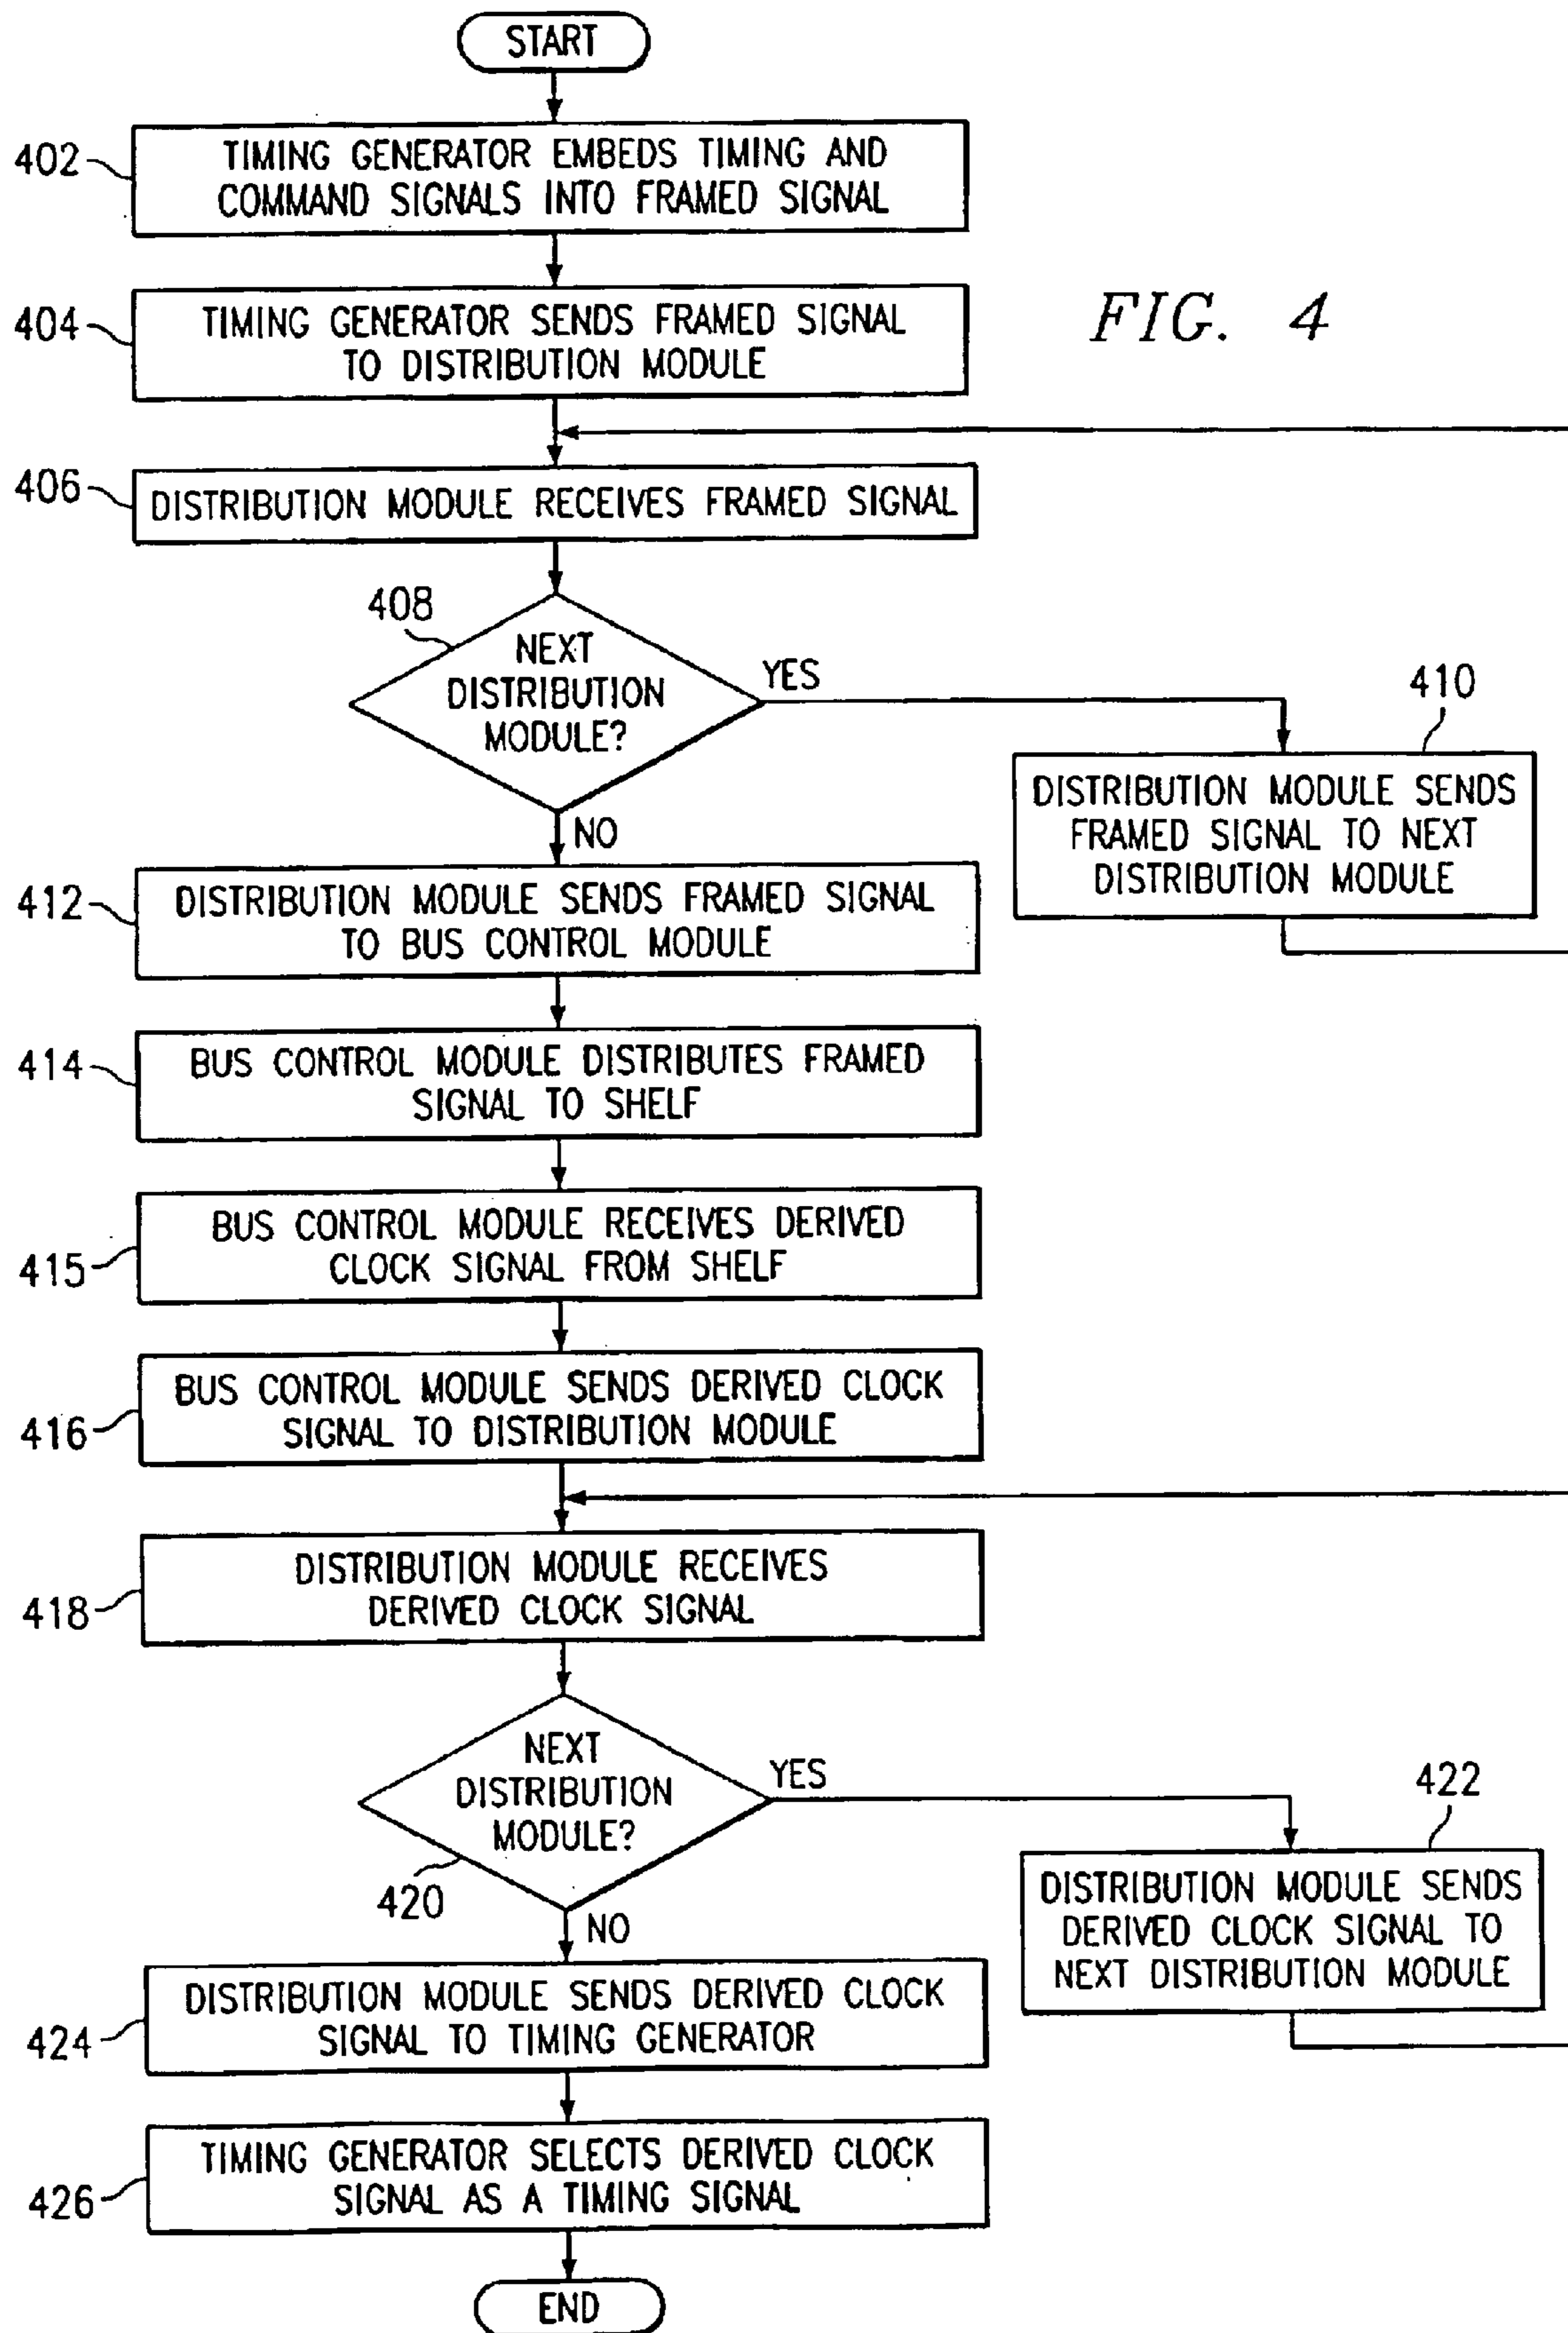 START
402
TIMING GENERATOR EMBEDS TIMING AND
COMMAND SIGNALS INTO FRAMED SIGNAL
404
TIMING GENERATOR SENDS FRAMED SIGNAL
TO DISTRIBUTION MODULE
FIG. 4
406
DISTRIBUTION MODULE RECEIVES FRAMED SIGNAL
408
NEXT
DISTRIBUTION
MODULE?
YES
410
DISTRIBUTION MODULE SENDS
FRAMED SIGNAL TO NEXT
DISTRIBUTION MODULE
NO
412
DISTRIBUTION MODULE SENDS FRAMED SIGNAL
TO BUS CONTROL MODULE
414
BUS CONTROL MODULE DISTRIBUTES FRAMED
SIGNAL TO SHELF
415
BUS CONTROL MODULE RECEIVES DERIVED
CLOCK SIGNAL FROM SHELF
416
BUS CONTROL MODULE SENDS DERIVED CLOCK
SIGNAL TO DISTRIBUTION MODULE
418
DISTRIBUTION MODULE RECEIVES
DERIVED CLOCK SIGNAL
NEXT
DISTRIBUTION
MODULE?
420
YES
422
DISTRIBUTION MODULE SENDS
DERIVED CLOCK SIGNAL TO
NEXT DISTRIBUTION MODULE
NO
424
DISTRIBUTION MODULE SENDS DERIVED CLOCK
SIGNAL TO TIMING GENERATOR
426
TIMING GENERATOR SELECTS DERIVED CLOCK
SIGNAL AS A TIMING SIGNAL
END